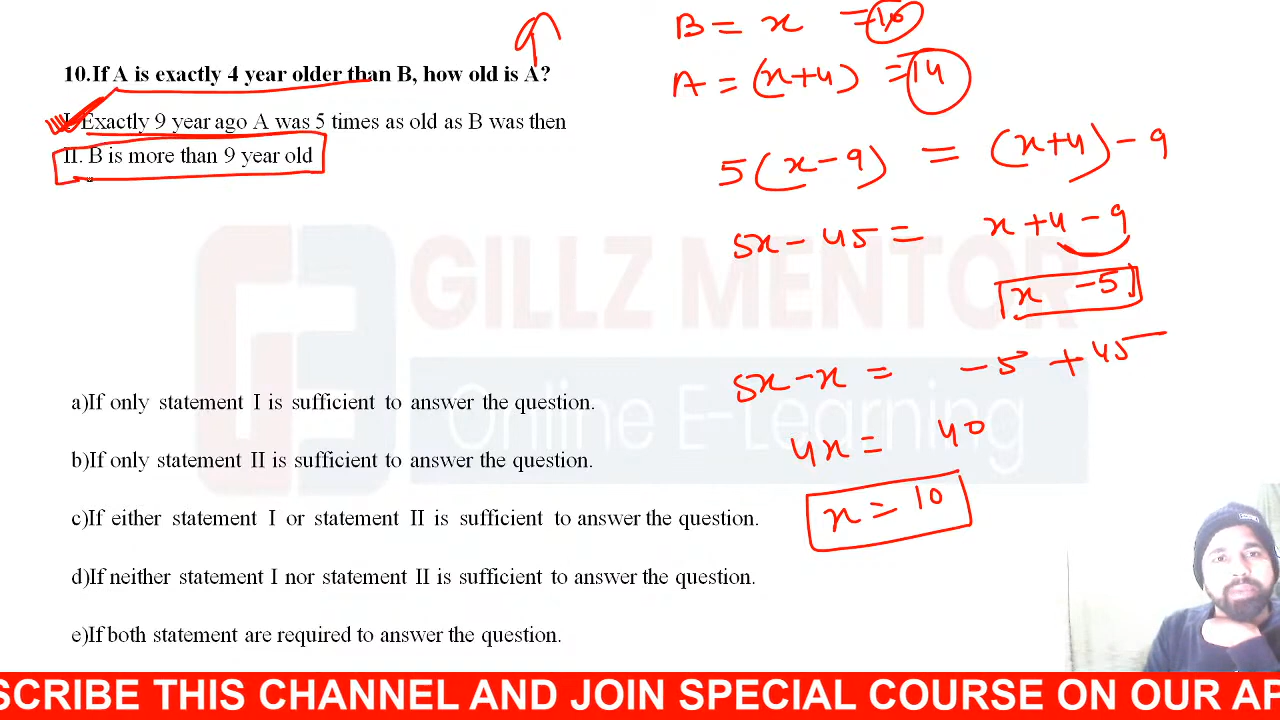 B = x = 10
10.If A is exactly 4 year older than B, how old is A?
A = (x+4) = 14
I. Exactly 9 year ago A was 5 times as old as B was then
II. B is more than 9 year old
5(x-9) = (x+4) - 9
5x - 45 = x + 4 - 9
x - 5
5x - x = -5 + 45
4x = 40
x = 10
GILLZ MENTOR
Online E-Learning
a)If only statement I is sufficient to answer the question.
b)If only statement II is sufficient to answer the question.
c)If either statement I or statement II is sufficient to answer the question.
d)If neither statement I nor statement II is sufficient to answer the question.
e)If both statement are required to answer the question.
SCRIBE THIS CHANNEL AND JOIN SPECIAL COURSE ON OUR AP